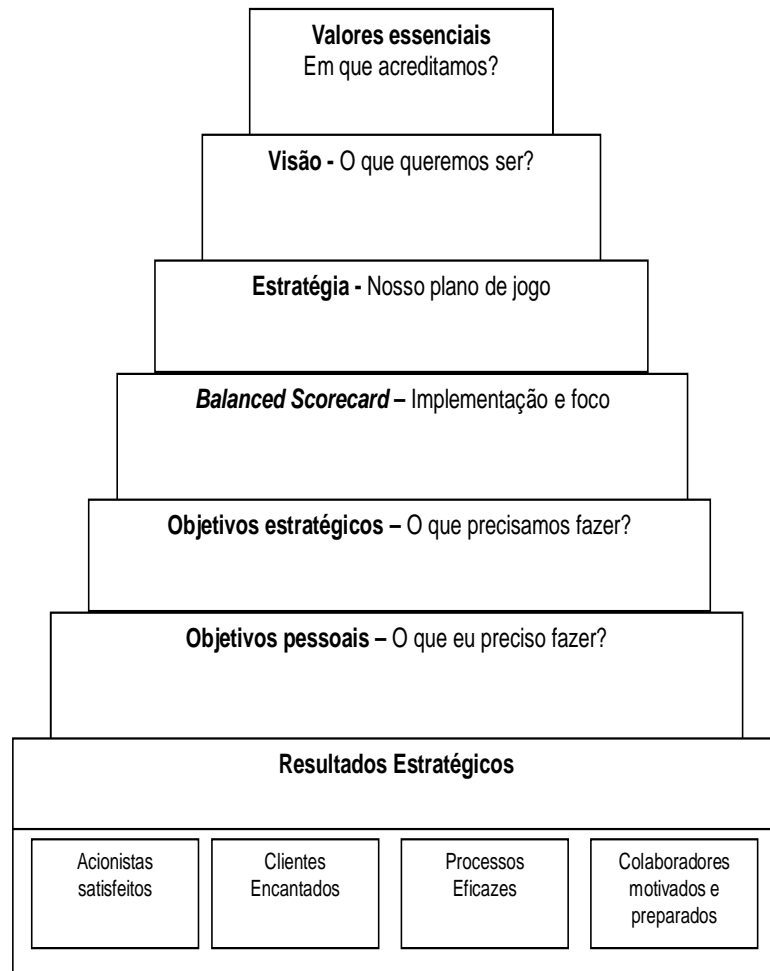 Valores essenciais
Em que acreditamos?
Visão - O que queremos ser?
Estratégia - Nosso plano de jogo
Balanced Scorecard – Implementação e foco
Objetivos estratégicos – O que precisamos fazer?
Objetivos pessoais – O que eu preciso fazer?
Resultados Estratégicos
Acionistas
satisfeitos
Clientes
Encantados
Processos
Eficazes
Colaboradores
motivados e
preparados